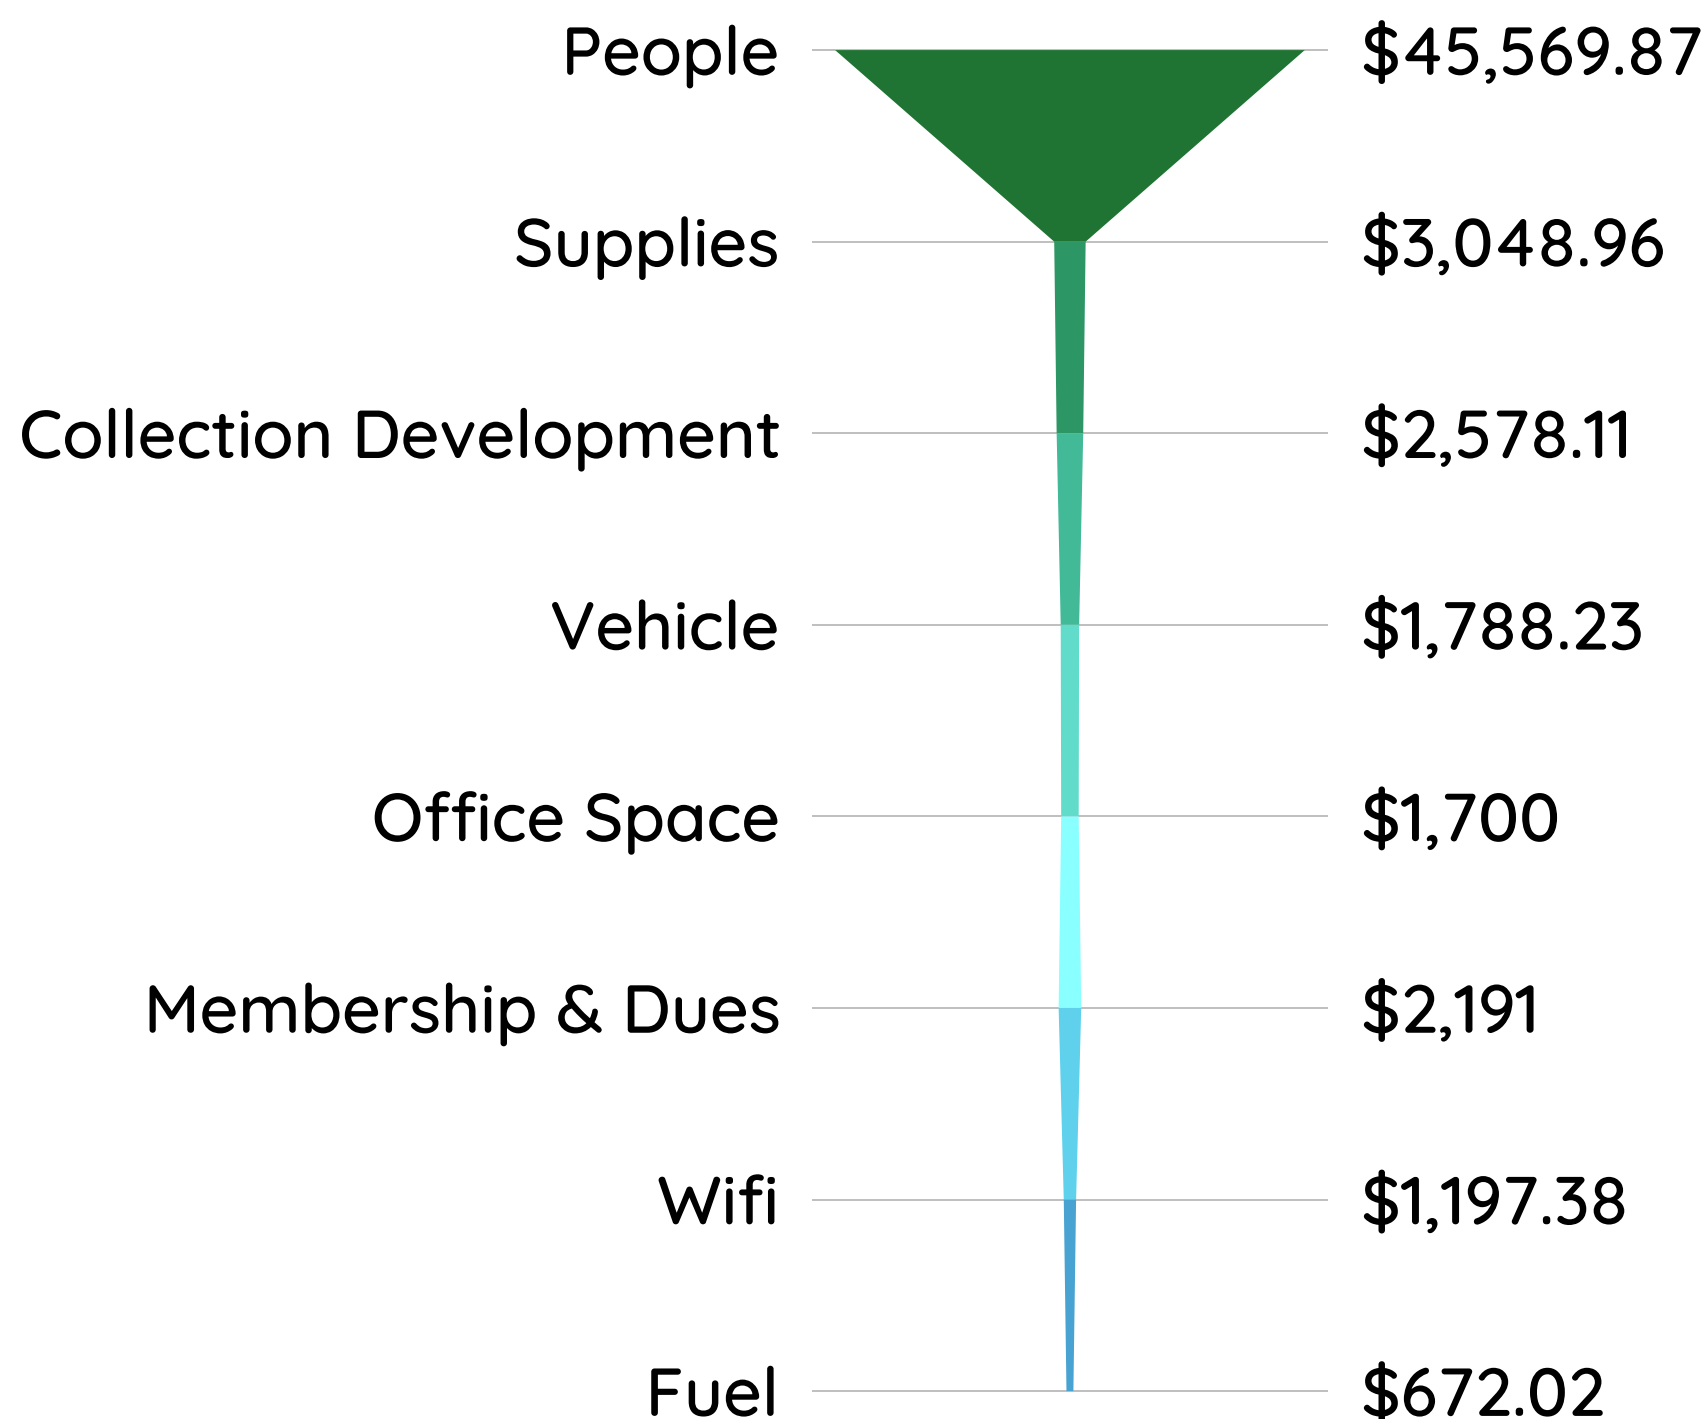 People $45,569.87
Supplies $3,048.96
Collection Development $2,578.11
Vehicle $1,788.23
Office Space $1,700
Membership & Dues $2,191
Wifi $1,197.38
Fuel $672.02